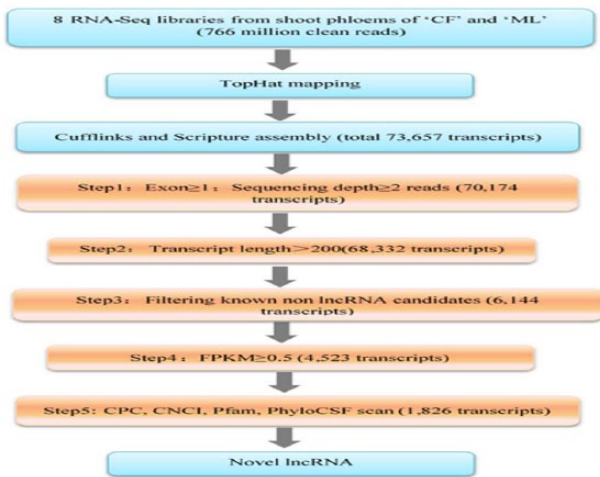 8 RNA-Seq libraries from shoot phloems of ‘CF’ and ‘ML’
(766 million clean reads)
TopHat mapping
Cufflinks and Scripture assembly (total 73,657 transcripts)
Step1：Exon≥1；Sequencing depth≥2 reads (70,174
transcripts)
Step2：Transcript length＞200(68,332 transcripts)
Step3：Filtering known non lncRNA candidates (6,144
transcripts)
Step4：FPKM≥0.5 (4,523 transcripts)
Step5: CPC, CNCI, Pfam, PhyloCSF scan (1,826 transcripts)
Novel lncRNA